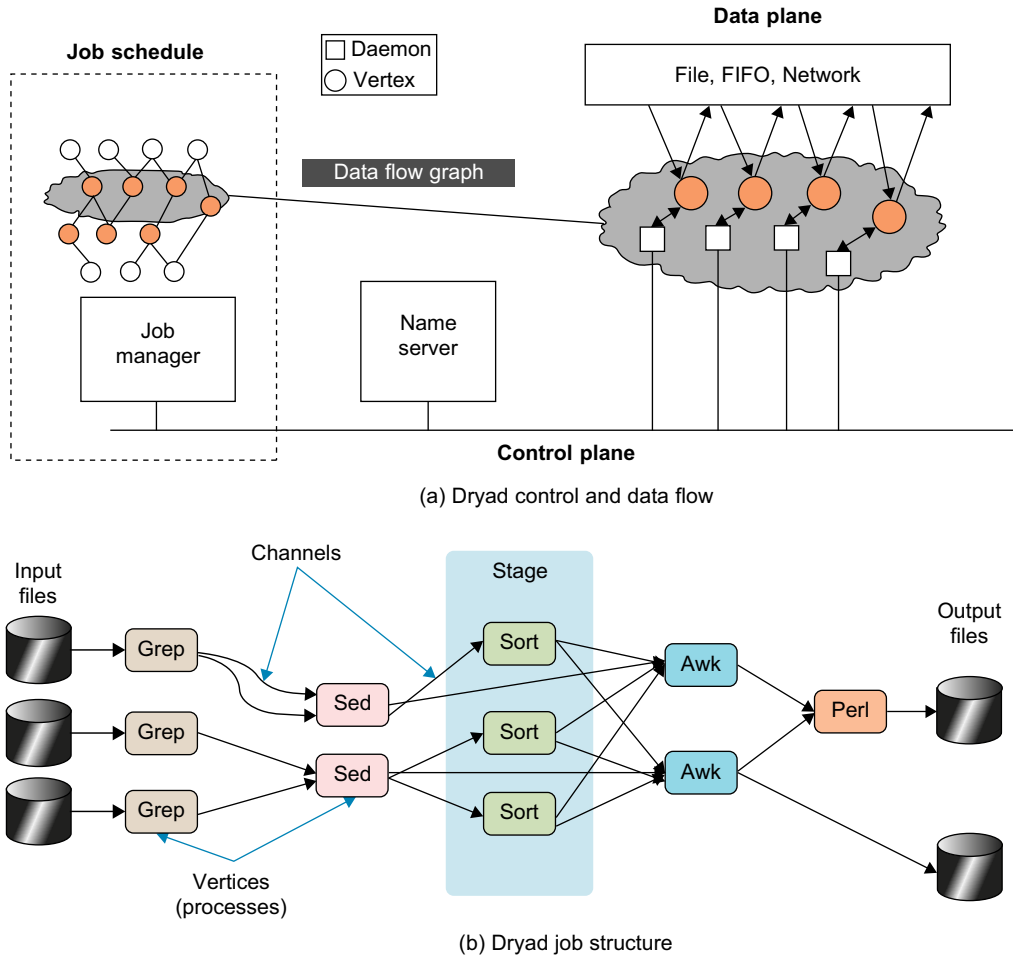 Data plane
Job schedule
Daemon
Vertex
File, FIFO, Network
Data flow graph
Job
manager
Name
server
Control plane
(a) Dryad control and data flow
Channels
Input
files
Stage
Output
files
Grep
Sort
Awk
Sed
Perl
Grep
Sort
Sed
Awk
Grep
Sort
Vertices
(processes)
(b) Dryad job structure